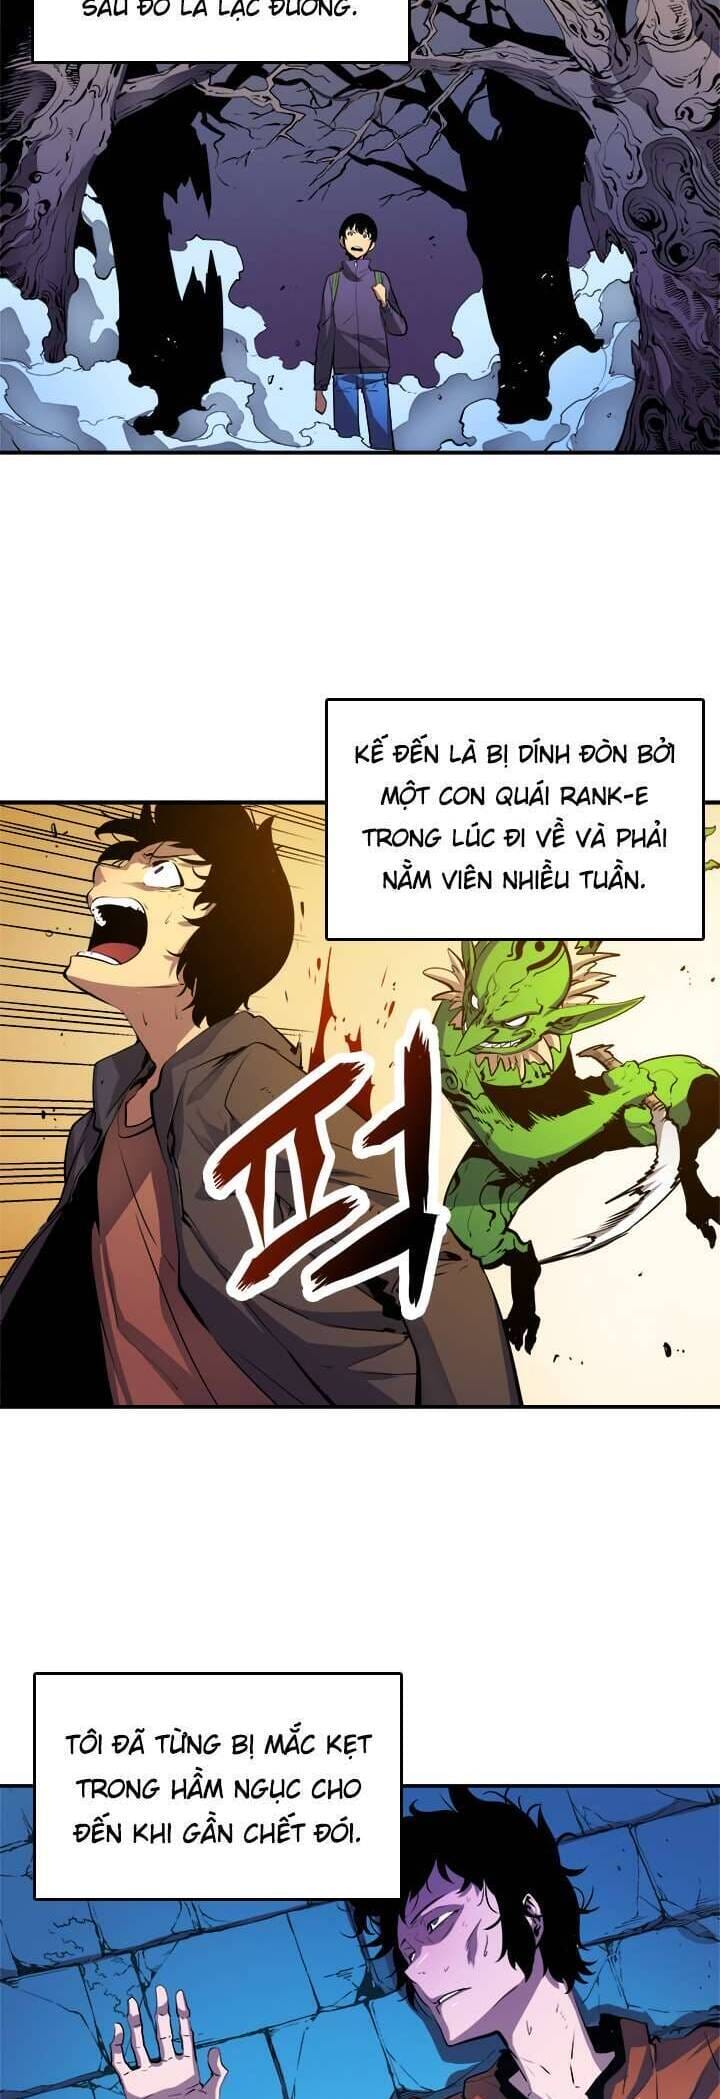 SAU ĐÓ LÀ LẠC ĐƯỜNG.
KẾ ĐẾN LÀ BỊ DÍNH ĐÒN BỞI
MỘT CON QUÁI RANK-E
TRONG LÚC ĐI VỀ VÀ PHẢI
NẰM VIÊN NHIỀU TUẦN.
퍽
TÔI ĐÃ TỪNG BỊ MẮC KẸT
TRONG HẦM NGỤC CHO
ĐẾN KHI GẦN CHẾT ĐÓI.